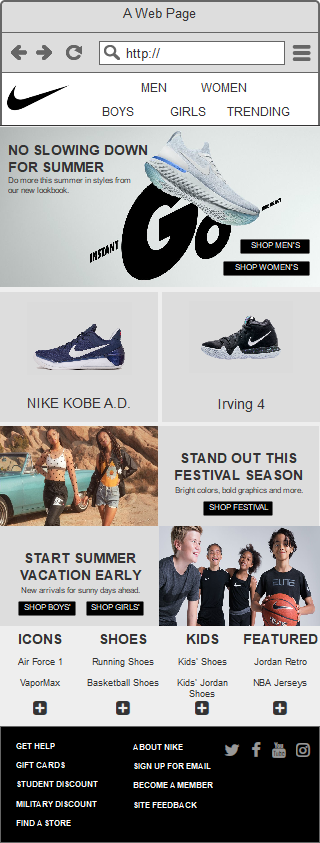 A Web Page
http://
MEN WOMEN
BOYS GIRLS TRENDING
NO SLOWING DOWN
FOR SUMMER
Do more this summer in styles from
our new lookbook.
INSTANT Go
SHOP MEN'S
SHOP WOMEN'S
NIKE KOBE A.D.
Irving 4
STAND OUT THIS
FESTIVAL SEASON
Bright colors, bold graphics and more.
SHOP FESTIVAL
START SUMMER
VACATION EARLY
New arrivals for sunny days ahead.
SHOP BOYS' SHOP GIRLS'
ELITE
ICONS SHOES KIDS FEATURED
Air Force 1 Running Shoes Kids' Shoes Jordan Retro
VaporMax Basketball Shoes Kids' Jordan NBA Jerseys
Shoes
GET HELP
GIFT CARDS
STUDENT DISCOUNT
MILITARY DISCOUNT
FIND A STORE
ABOUT NIKE
SIGN UP FOR EMAIL
BECOME A MEMBER
SITE FEEDBACK
You
Tube